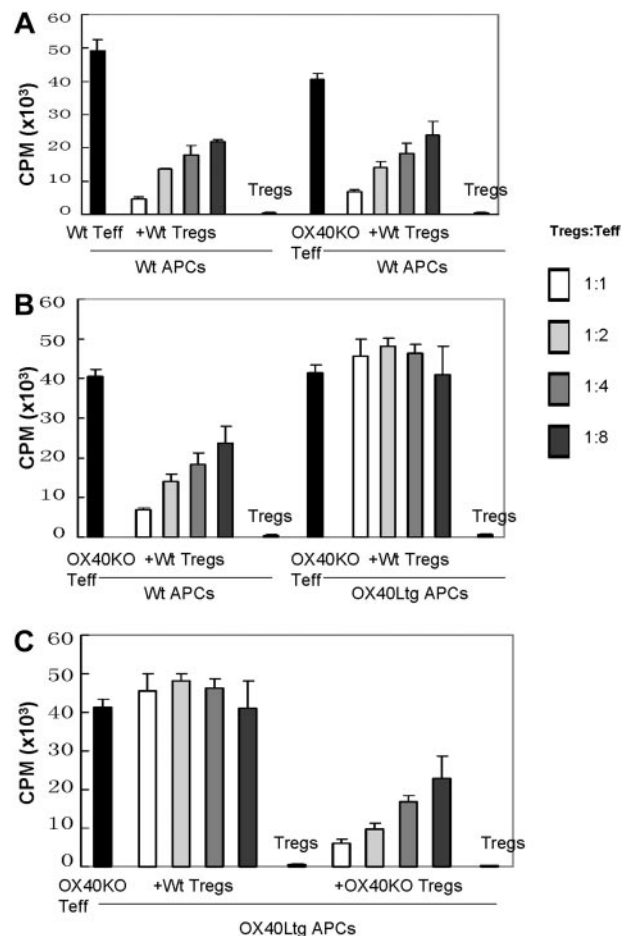 A
60
50
40
30
20
10
0
CPM (x10³)
Tregs
Tregs
Wt Teff +Wt Tregs
OX40KO +Wt Tregs
Teff
Wt APCs
Wt APCs
Tregs:Teff
1:1
1:2
1:4
1:8
B
60
50
40
30
20
10
0
CPM (x10³)
Tregs
Tregs
OX40KO +Wt Tregs
Teff
Wt APCs
OX40KO +Wt Tregs
Teff
OX40Ltg APCs
C
60
50
40
30
20
10
0
CPM (x10³)
Tregs
Tregs
OX40KO +Wt Tregs
Teff
+OX40KO Tregs
OX40Ltg APCs